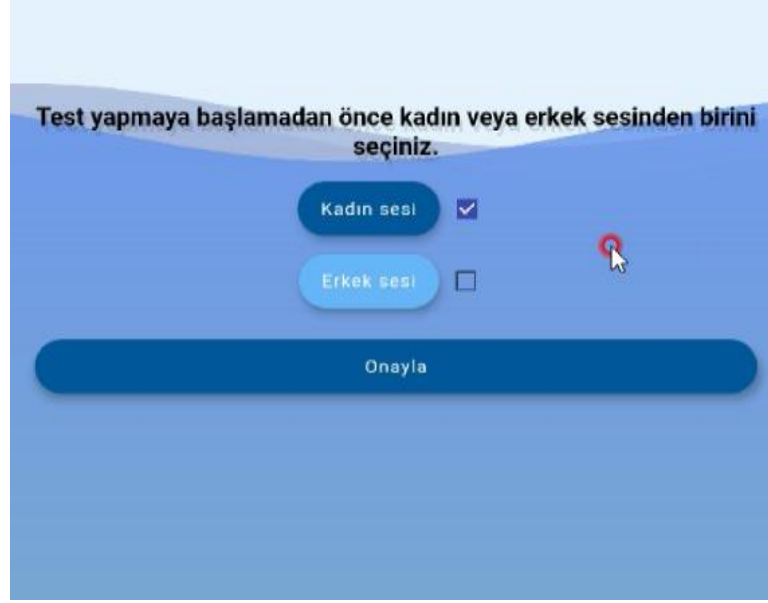 Test yapmaya başlamadan önce kadın veya erkek sesinden birini
seçiniz.
Kadın sesi
Erkek sesi
Onayla